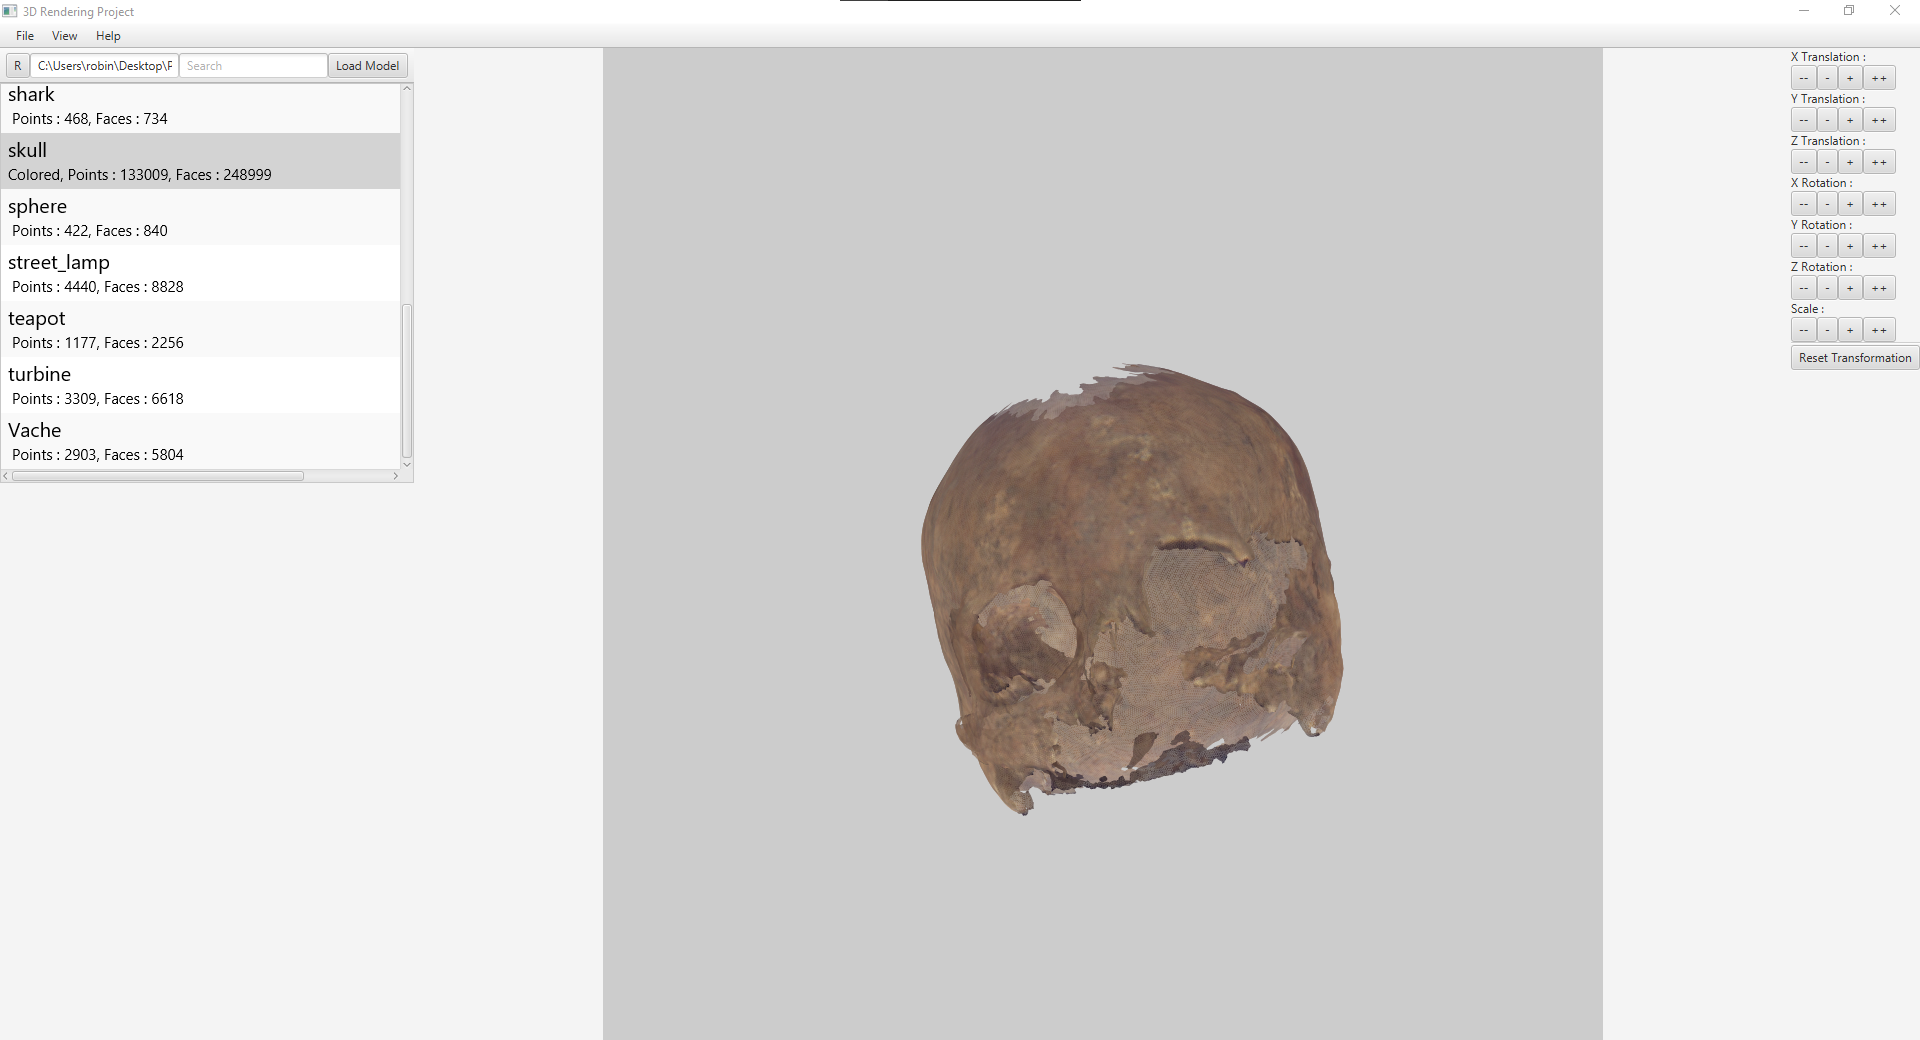 3D Rendering Project
File View Help
R C:\Users\robin\Desktop\F Search Load Model
shark
Points : 468, Faces : 734
skull
Colored, Points : 133009, Faces : 248999
sphere
Points : 422, Faces : 840
street_lamp
Points : 4440, Faces : 8828
teapot
Points : 1177, Faces : 2256
turbine
Points : 3309, Faces : 6618
Vache
Points : 2903, Faces : 5804
X Translation :
-- - + ++
Y Translation :
-- - + ++
Z Translation :
-- - + ++
X Rotation :
-- - + ++
Y Rotation :
-- - + ++
Z Rotation :
-- - + ++
Scale :
-- - + ++
Reset Transformation